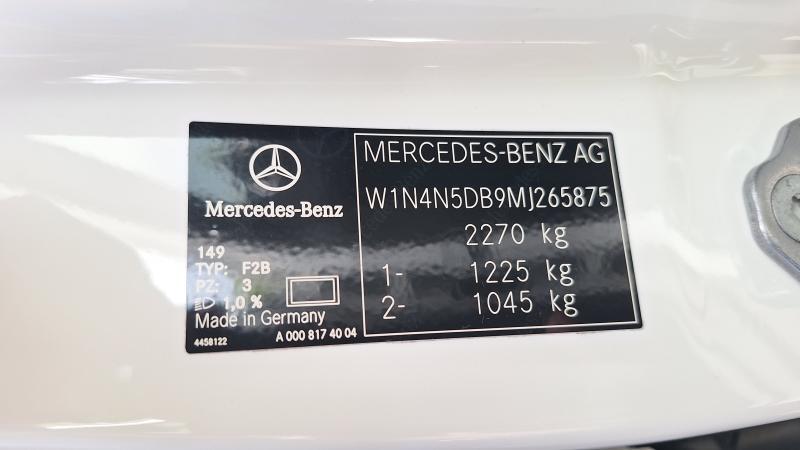 Mercedes-Benz
149
TYP: F2B
PZ: 3
1,0 %
Made in Germany
4458122 A 000 817 40 04
MERCEDES-BENZ AG
W1N4N5DB9MJ265875
2270 kg
1- 1225 kg
2- 1045 kg